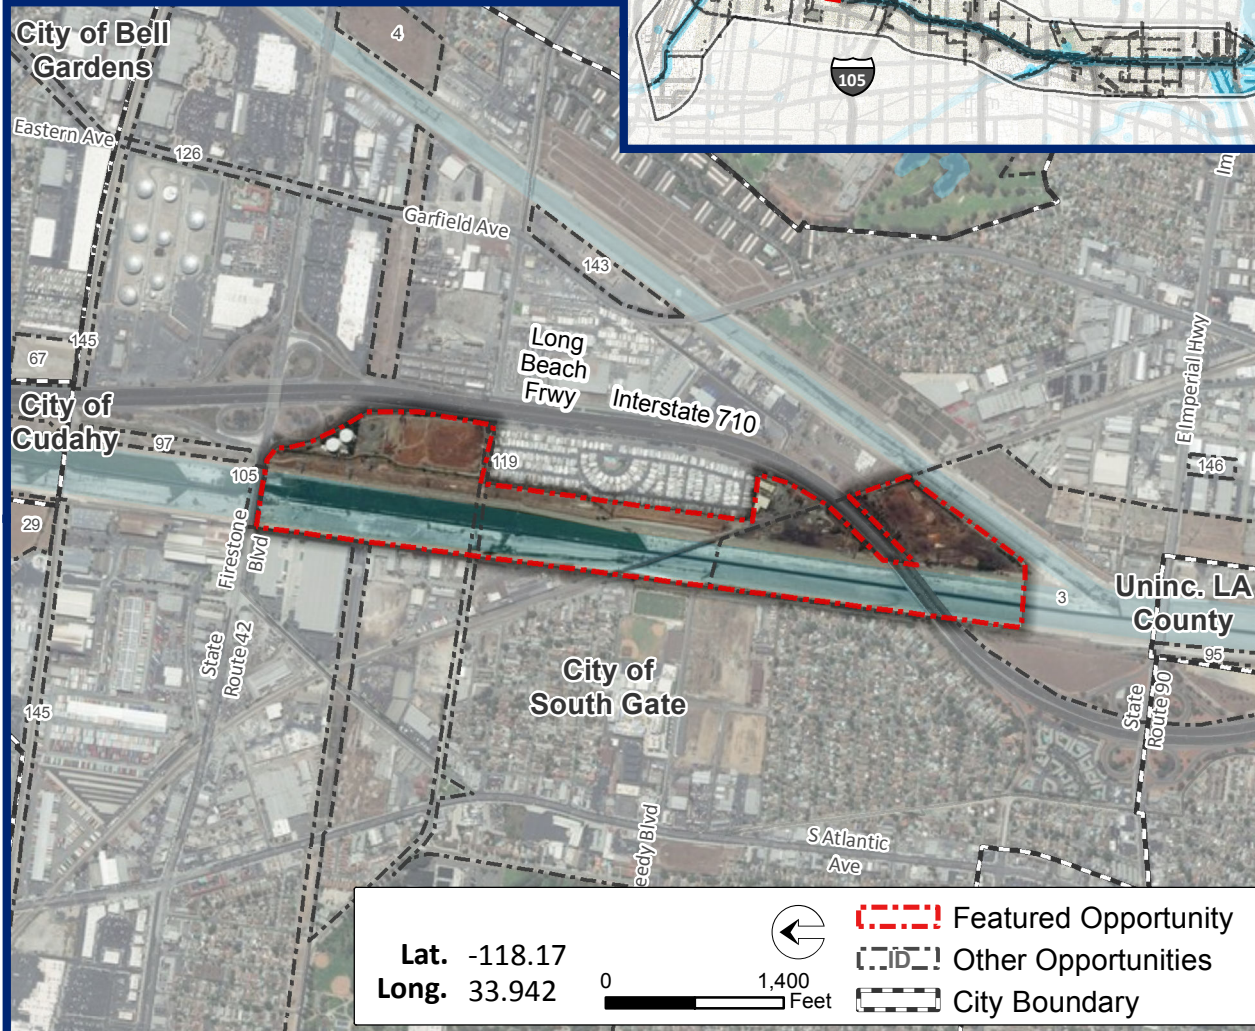 City of Bell
Gardens
4
105
Eastern Ave
126
Garfield Ave
143
Long
Beach
Frwy
Interstate 710
E Imperial Hwy
Im
67
145
City of
Cudahy
97
105
119
146
29
Firestone
Blvd
3
Uninc. LA
County
95
State
Route 42
City of
South Gate
State
Route 90
145
eedy Blvd
S Atlantic
Ave
Lat. -118.17
Long. 33.942
0 1,400
Feet
Featured Opportunity
ID Other Opportunities
City Boundary